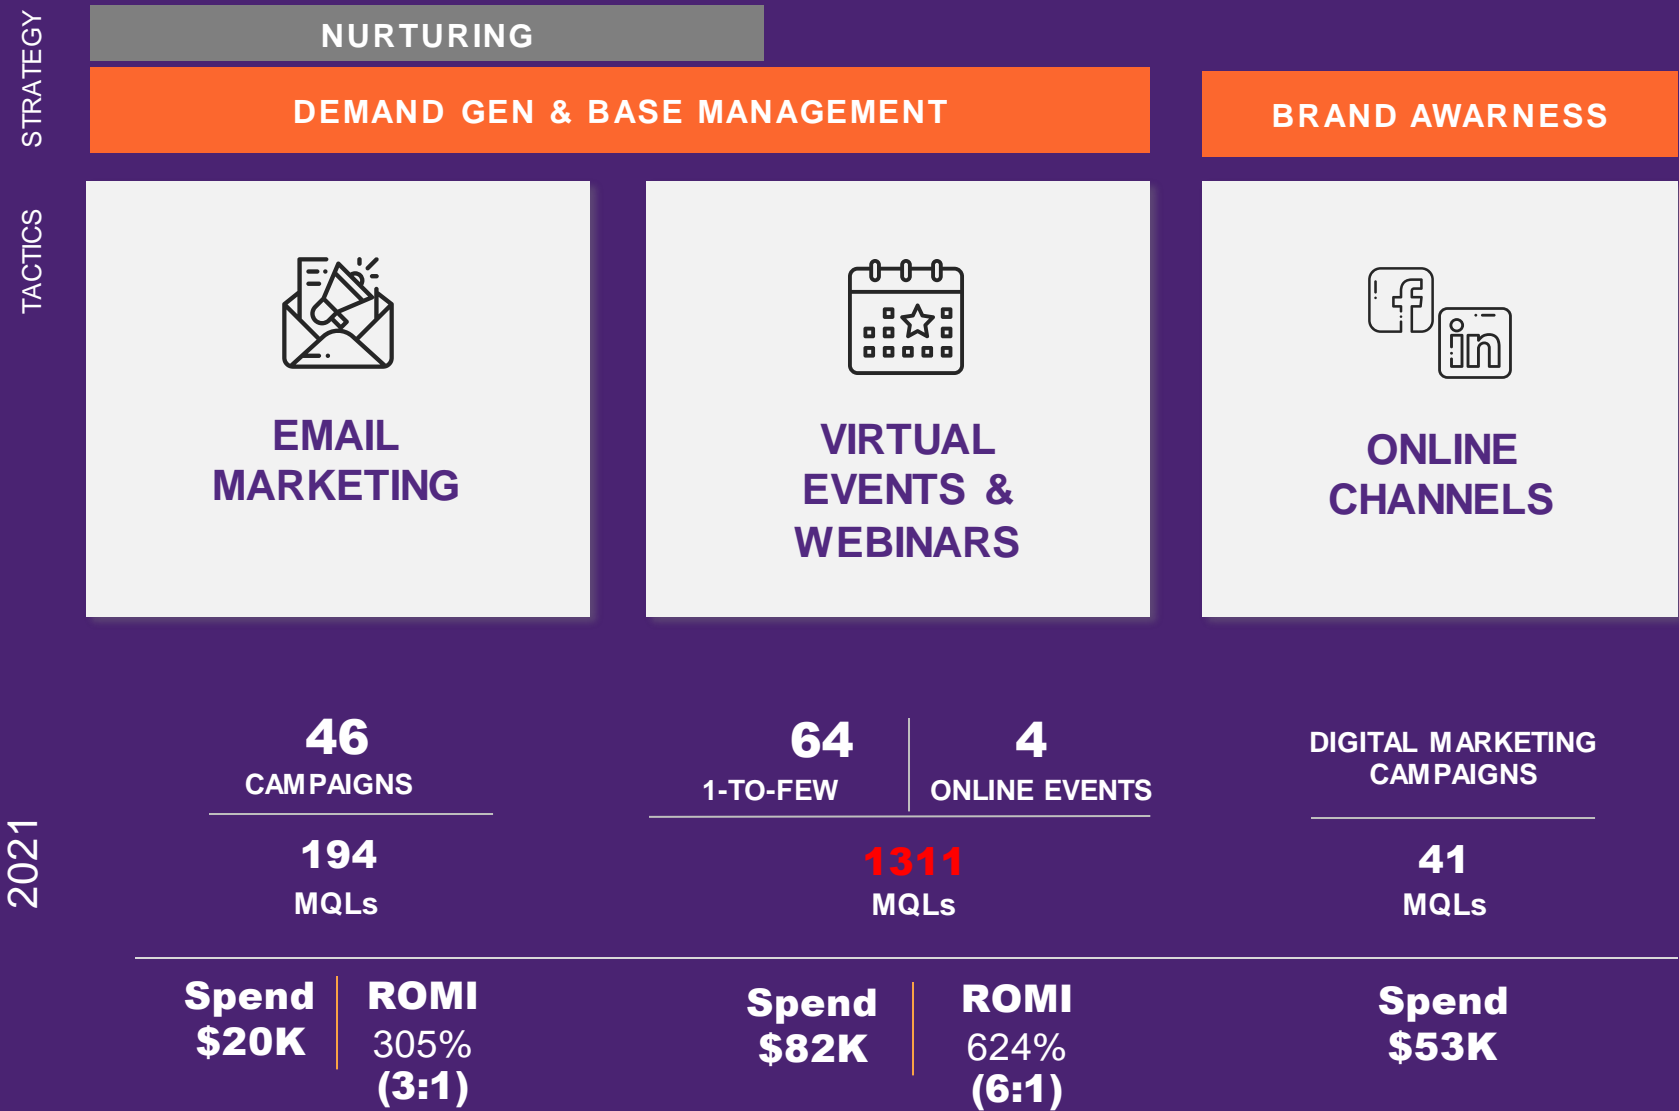 STRATEGY
NURTURING
DEMAND GEN & BASE MANAGEMENT
BRAND AWARNESS
TACTICS
EMAIL
MARKETING
VIRTUAL
EVENTS &
WEBINARS
f
in
ONLINE
CHANNELS
2021
46
CAMPAIGNS
194
MQLs
64
1-TO-FEW
4
ONLINE EVENTS
1311
MQLs
DIGITAL MARKETING
CAMPAIGNS
41
MQLs
Spend
$20K
ROMI
305%
(3:1)
Spend
$82K
ROMI
624%
(6:1)
Spend
$53K